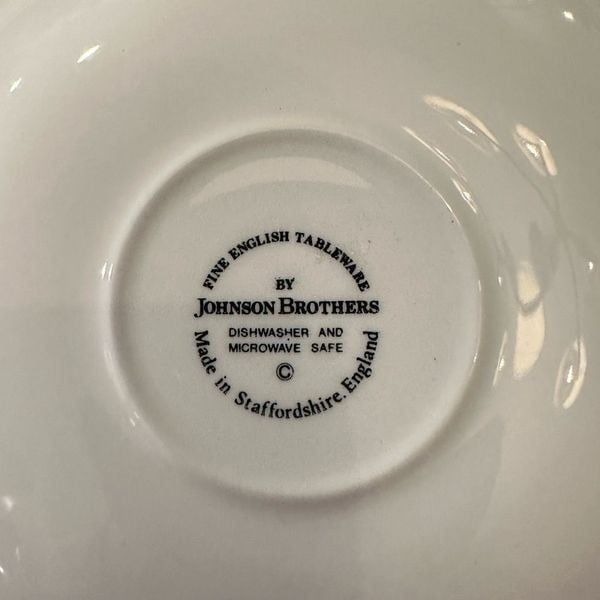 FINE ENGLISH TABLEWARE
BY
JOHNSON BROTHERS
DISHWASHER AND
MICROWAVE SAFE
©
Made in Staffordshire. England